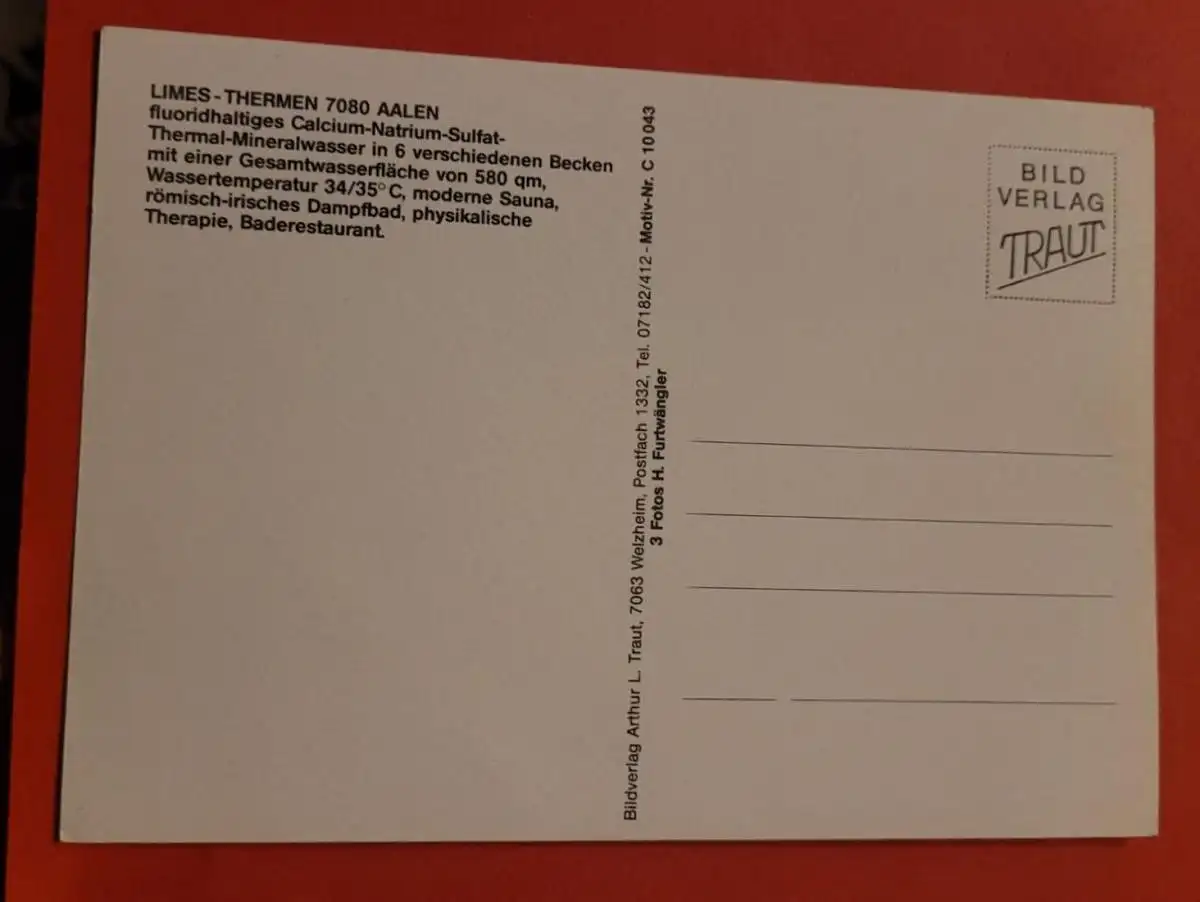 LIMES-THERMEN 7080 AALEN
fluoridhaltiges Calcium-Natrium-Sulfat-
Thermal-Mineralwasser in 6 verschiedenen Becken
mit einer Gesamtwasserfläche von 580 qm,
Wassertemperatur 34/35°C, moderne Sauna,
römisch-irisches Dampfbad, physikalische
Therapie, Baderestaurant.
Bildverlag Arthur L. Traut, 7063 Welzheim, Postfach 1332, Tel. 07182/412 - Motiv-Nr. C 10 043
3 Fotos H. Furtwängler
BILD
VERLAG
TRAUT